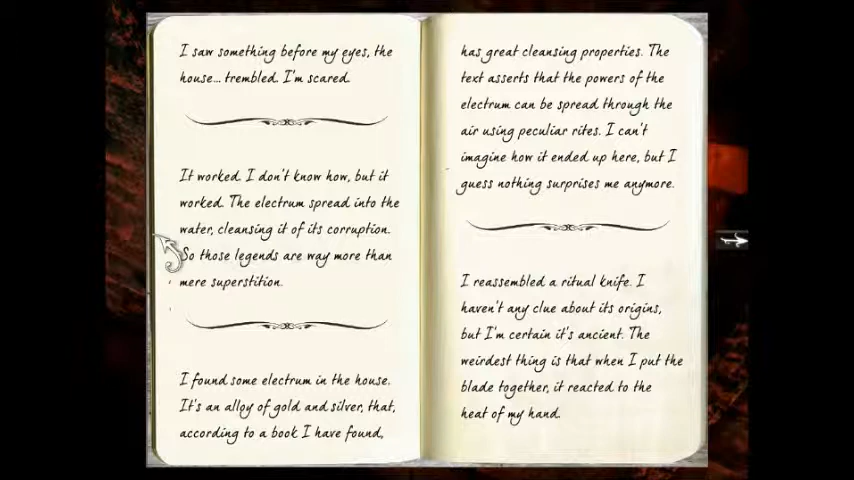 I saw something before my eyes, the
house... trembled. I'm scared.
It worked. I don't know how, but it
worked. The electrum spread into the
water, cleansing it of its corruption.
So those legends are way more than
mere superstition.
I found some electrum in the house.
It's an alloy of gold and silver, that,
according to a book I have found,
has great cleansing properties. The
text asserts that the powers of the
electrum can be spread through the
air using peculiar rites. I can't
imagine how it ended up here, but I
guess nothing surprises me anymore.
I reassembled a ritual knife. I
haven't any clue about its origins,
but I'm certain it's ancient. The
weirdest thing is that when I put the
blade together, it reacted to the
heat of my hand.